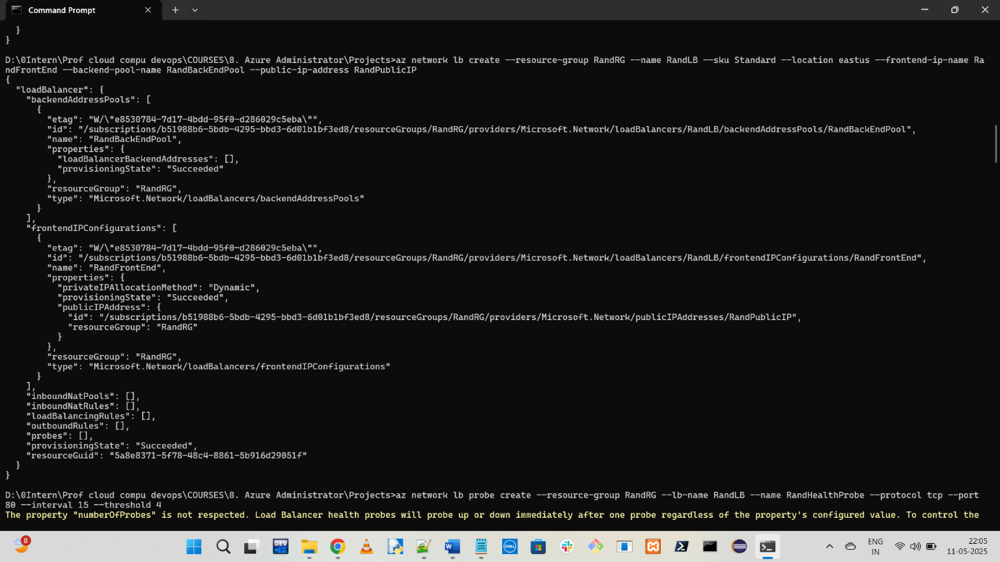 Command Prompt
}
}
D:\0Intern\Prof cloud compu devops\COURSES\8. Azure Administrator\Projects>az network lb create --resource-group RandRG --name RandLB --sku Standard --location eastus --frontend-ip-name Ra
ndFrontEnd --backend-pool-name RandBackEndPool --public-ip-address RandPublicIP
{
"loadBalancer": {
"backendAddressPools": [
{
"etag": "W/\"e8530784-7d17-4bdd-95f0-d286029c5eba\"",
"id": "/subscriptions/b51988b6-5bdb-4295-bbd3-6d01b1bf3ed8/resourceGroups/RandRG/providers/Microsoft.Network/loadBalancers/RandLB/backendAddressPools/RandBackEndPool",
"name": "RandBackEndPool",
"properties": {
"loadBalancerBackendAddresses": [],
"provisioningState": "Succeeded"
},
"resourceGroup": "RandRG",
"type": "Microsoft.Network/loadBalancers/backendAddressPools"
}
],
"frontendIPConfigurations": [
{
"etag": "W/\"e8530784-7d17-4bdd-95f0-d286029c5eba\"",
"id": "/subscriptions/b51988b6-5bdb-4295-bbd3-6d01b1bf3ed8/resourceGroups/RandRG/providers/Microsoft.Network/loadBalancers/RandLB/frontendIPConfigurations/RandFrontEnd",
"name": "RandFrontEnd",
"properties": {
"privateIPAllocationMethod": "Dynamic",
"provisioningState": "Succeeded",
"publicIPAddress": {
"id": "/subscriptions/b51988b6-5bdb-4295-bbd3-6d01b1bf3ed8/resourceGroups/RandRG/providers/Microsoft.Network/publicIPAddresses/RandPublicIP",
"resourceGroup": "RandRG"
}
},
"resourceGroup": "RandRG",
"type": "Microsoft.Network/loadBalancers/frontendIPConfigurations"
}
],
"inboundNatPools": [],
"inboundNatRules": [],
"loadBalancingRules": [],
"outboundRules": [],
"probes": [],
"provisioningState": "Succeeded",
"resourceGuid": "5a8e8371-5f78-48c4-8861-5b916d29051f"
}
}
D:\0Intern\Prof cloud compu devops\COURSES\8. Azure Administrator\Projects>az network lb probe create --resource-group RandRG --lb-name RandLB --name RandHealthProbe --protocol tcp --port
80 --interval 15 --threshold 4
The property "numberOfProbes" is not respected. Load Balancer health probes will probe up or down immediately after one probe regardless of the property's configured value. To control the
8
DEV
DELL
ENG
IN
22:05
11-05-2025